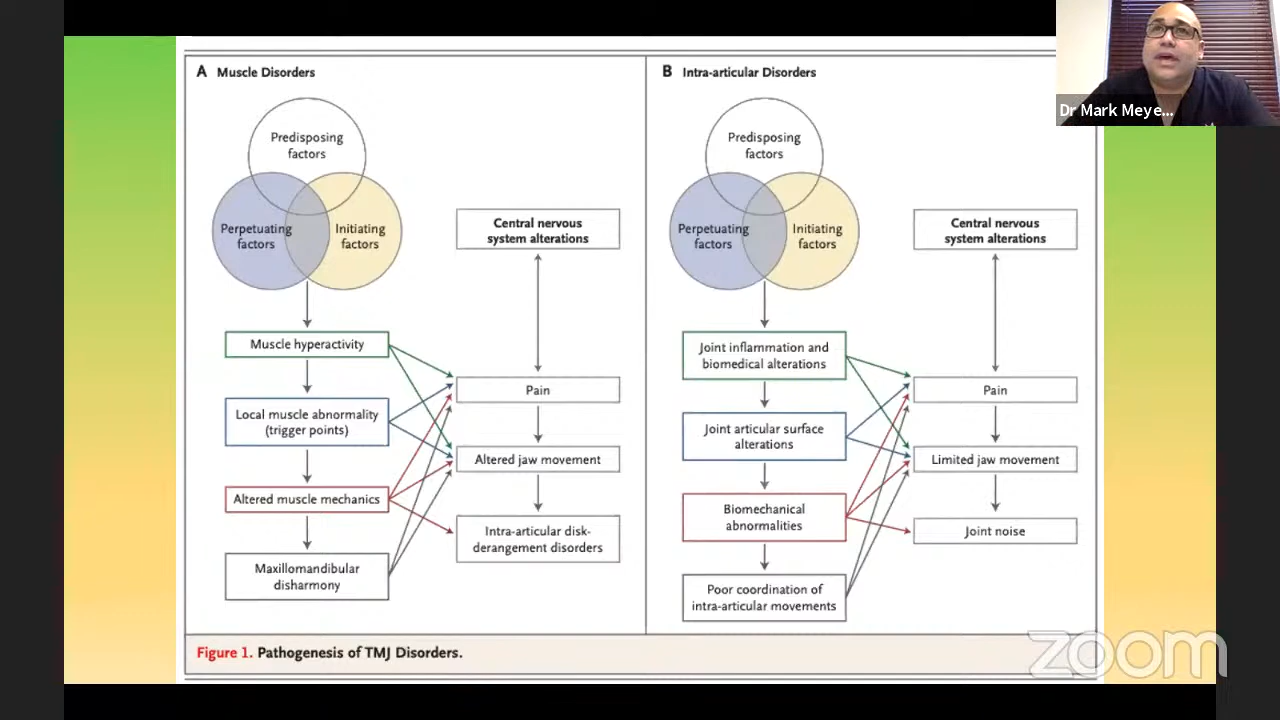 A Muscle Disorders
Predisposing
factors
Perpetuating
factors
Initiating
factors
Central nervous
system alterations
Muscle hyperactivity
Local muscle abnormality
(trigger points)
Altered muscle mechanics
Maxillomandibular
disharmony
Pain
Altered jaw movement
Intra-articular disk-
derangement disorders
B Intra-articular Disorders
Predisposing
factors
Perpetuating
factors
Initiating
factors
Central nervous
system alterations
Joint inflammation and
biomedical alterations
Joint articular surface
alterations
Biomechanical
abnormalities
Poor coordination of
intra-articular movements
Pain
Limited jaw movement
Joint noise
Figure 1. Pathogenesis of TMJ Disorders.
Dr Mark Meye...
zoom